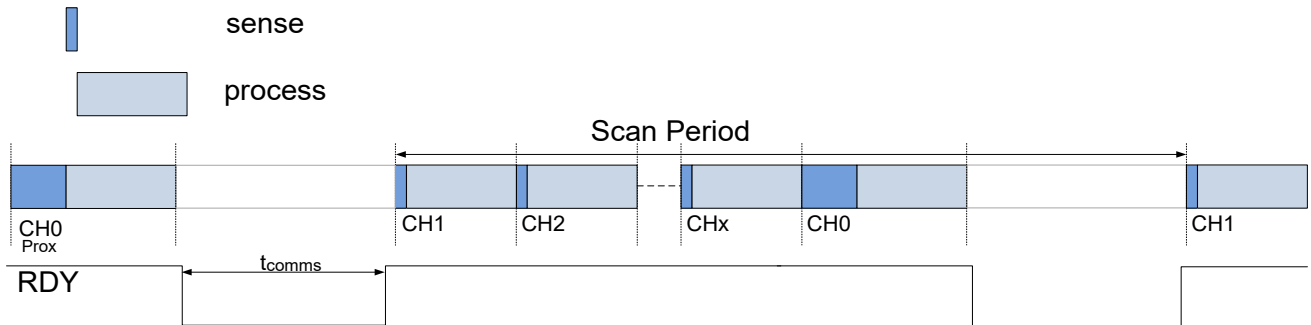 sense
process
Scan Period
CH0
Prox
CH1
CH2
CHx
CH0
CH1
RDY
tcomms